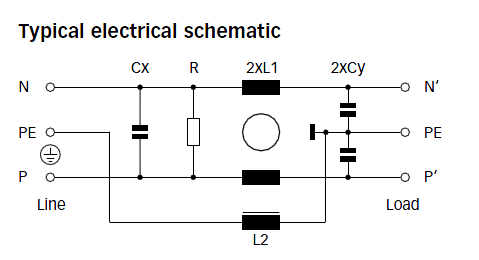 Typical electrical schematic
Cx R 2xL1 2xCy
N N′
PE PE
P P′
Line Load
L2